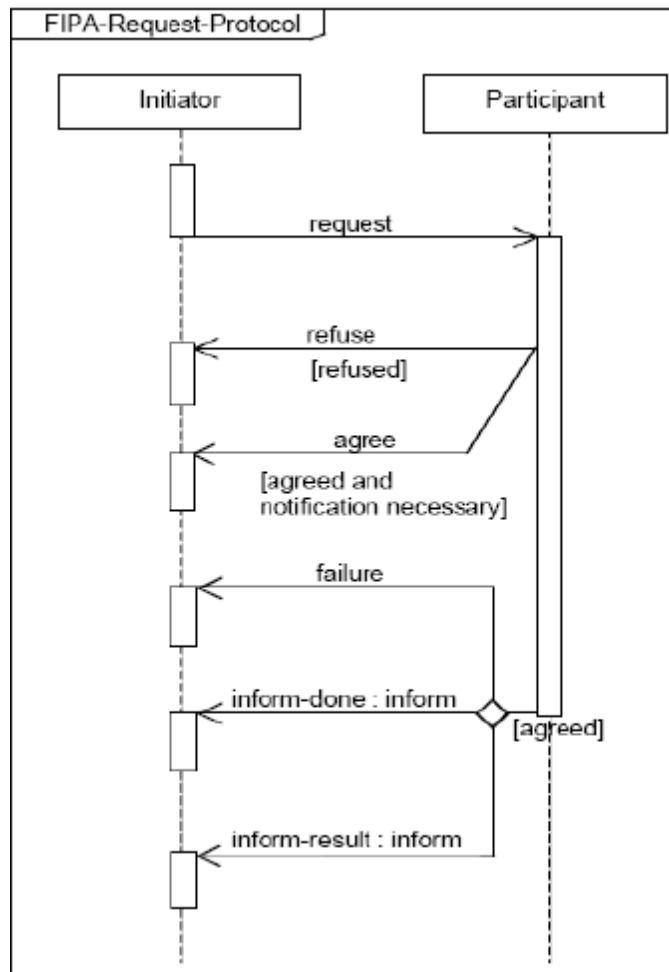 FIPA-Request-Protocol
Initiator
Participant
request
refuse
[refused]
agree
[agreed and
notification necessary]
failure
inform-done : inform
[agreed]
inform-result : inform